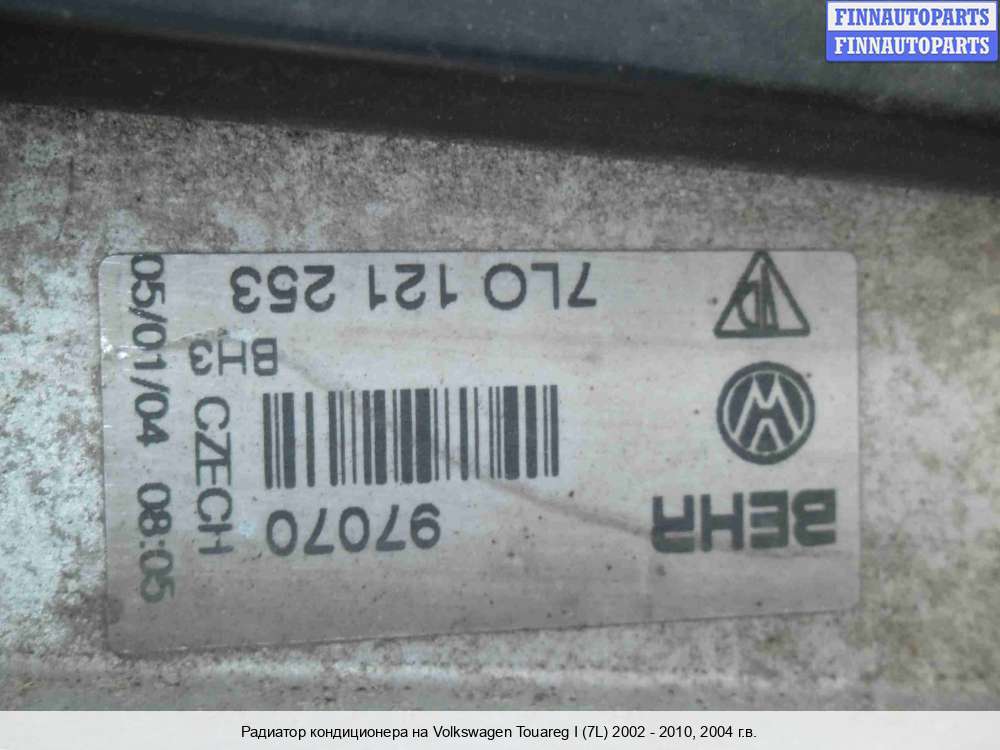 FINNAUTOPARTS
FINNAUTOPARTS
BEHR
97070
BH3
7L0 121 253
CZECH
05/01/04 08:05
Радиатор кондиционера на Volkswagen Touareg I (7L) 2002 - 2010, 2004 г.в.